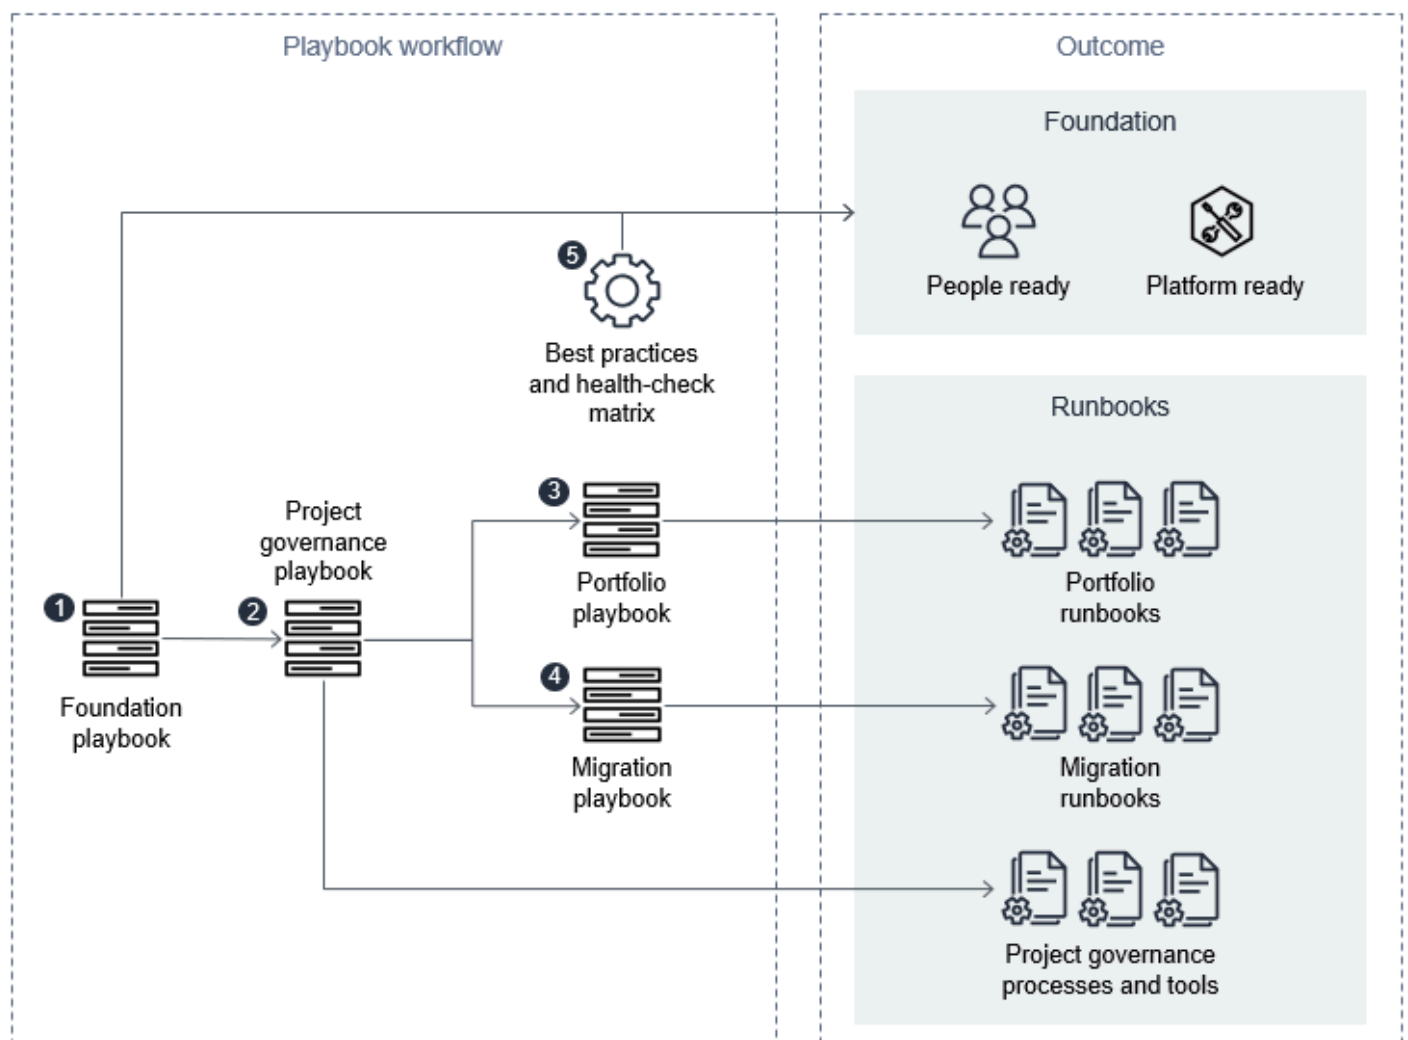 Playbook workflow
Outcome
Foundation
People ready
Platform ready
5
Best practices
and health-check
matrix
Runbooks
1
Foundation
playbook
2
Project
governance
playbook
3
Portfolio
playbook
4
Migration
playbook
Portfolio
runbooks
Migration
runbooks
Project governance
processes and tools